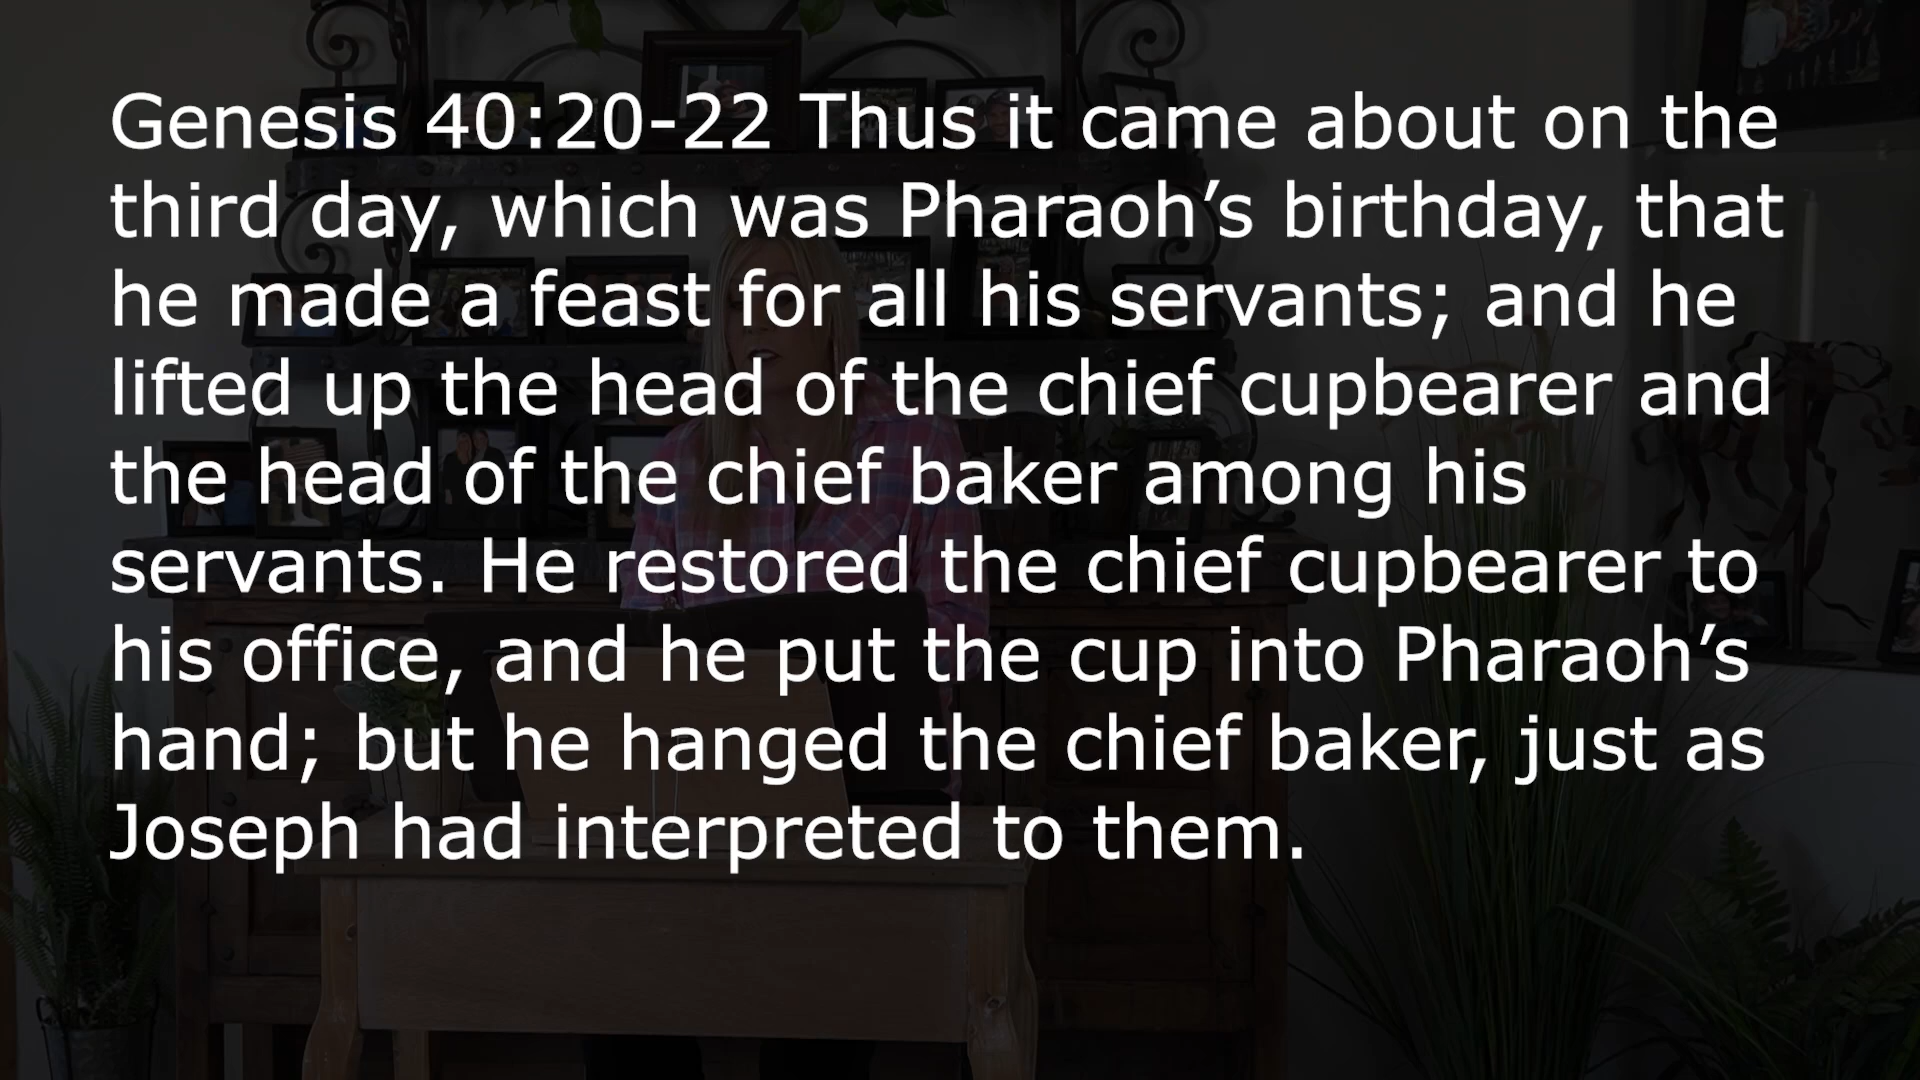 Genesis 40:20-22 Thus it came about on the
third day, which was Pharaoh’s birthday, that
he made a feast for all his servants; and he
lifted up the head of the chief cupbearer and
the head of the chief baker among his
servants. He restored the chief cupbearer to
his office, and he put the cup into Pharaoh’s
hand; but he hanged the chief baker, just as
Joseph had interpreted to them.